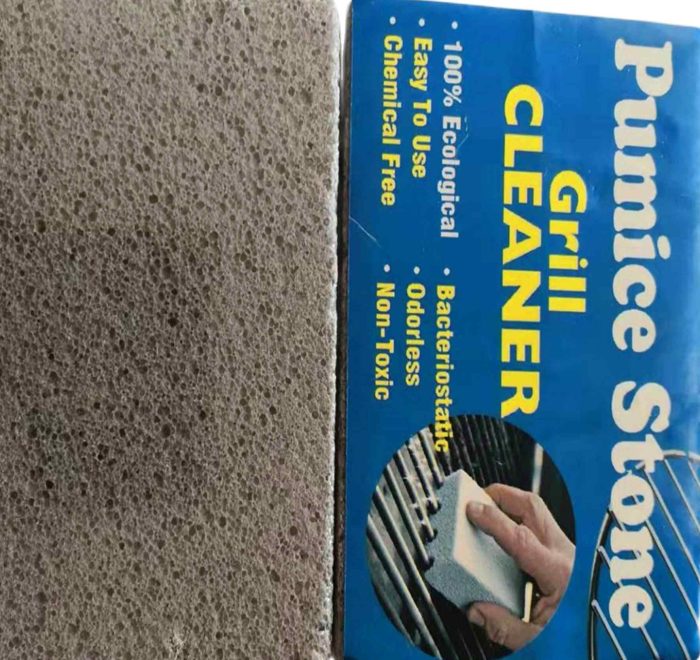 Pumice Stone
Grill
CLEANER
• 100% Ecological
• Easy To Use
• Chemical Free
• Bacteriostatic
• Odorless
• Non-Toxic